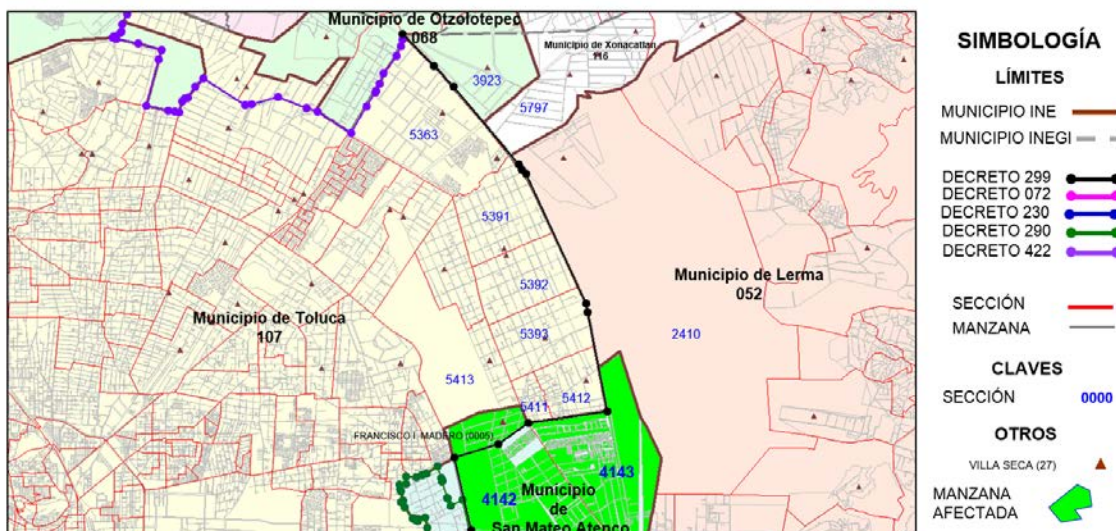 Municipio de Otzolotepec
068
Municipio de Xonacatlan
116
3923
5797
5363
5391
5392
5393
5413
5411
5412
2410
Municipio de Lerma
052
Municipio de Toluca
107
FRANCISCO I. MADERO (0005)
4143
4142
Municipio
de
San Mateo Atenco
SIMBOLOGÍA
LÍMITES
MUNICIPIO INE
MUNICIPIO INEGI
DECRETO 299
DECRETO 072
DECRETO 230
DECRETO 290
DECRETO 422
SECCIÓN
MANZANA
CLAVES
SECCIÓN 0000
OTROS
VILLA SECA (27)
MANZANA
AFECTADA